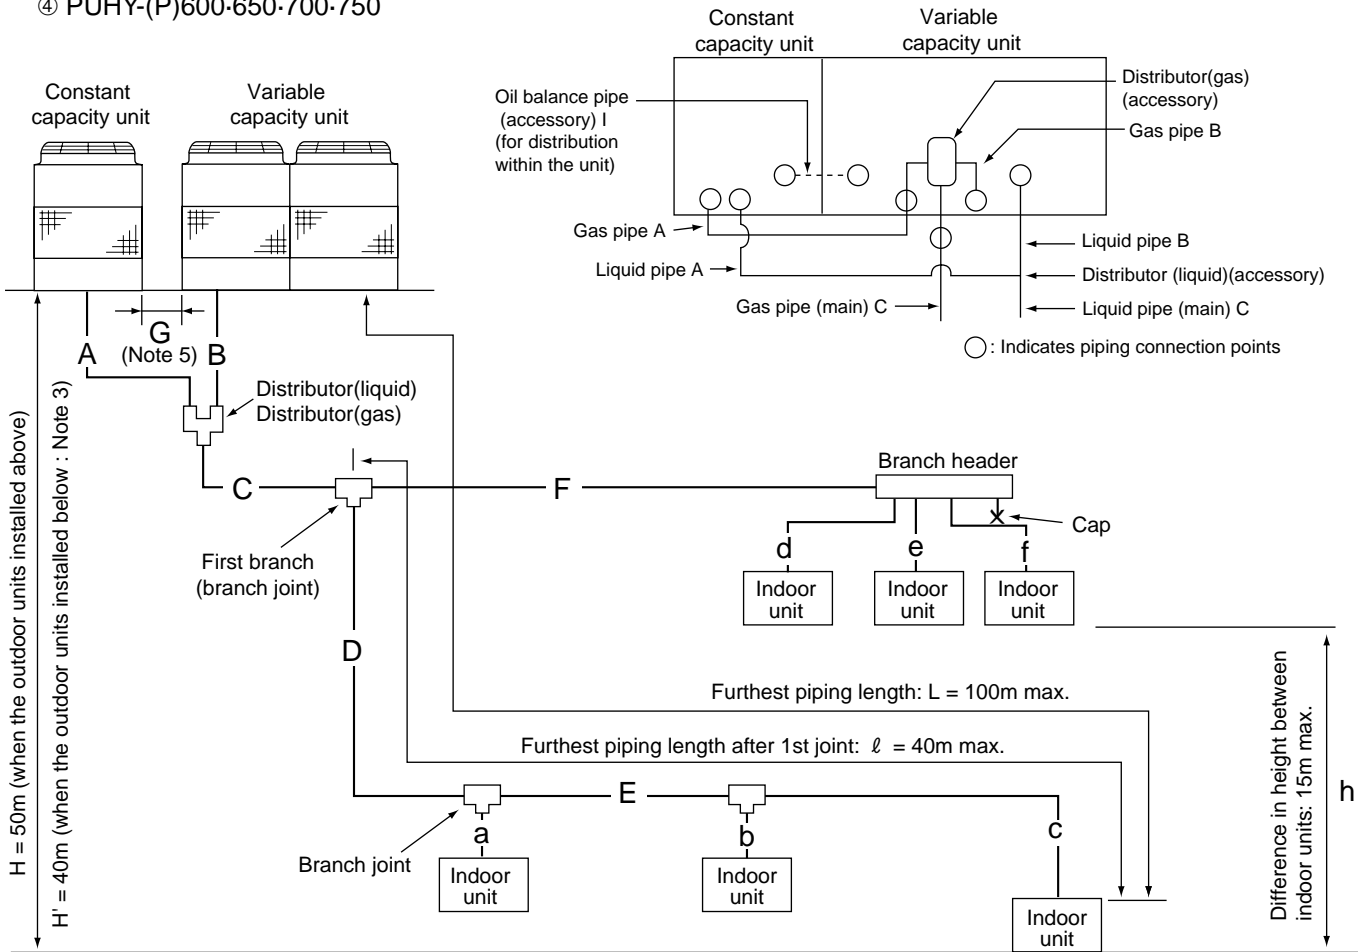 ④ PUHY-(P)600·650·700·750
Constant
capacity unit
Variable
capacity unit
Constant
capacity unit
Variable
capacity unit
Oil balance pipe
(accessory) I
(for distribution
within the unit)
Distributor(gas)
(accessory)
Gas pipe B
Gas pipe A
Liquid pipe A
Gas pipe (main) C
Liquid pipe B
Distributor (liquid)(accessory)
Liquid pipe (main) C
: Indicates piping connection points
A
G
(Note 5)
B
Distributor(liquid)
Distributor(gas)
H = 50m (when the outdoor units installed above)
H' = 40m (when the outdoor units installed below : Note 3)
C
F
Branch header
Cap
First branch
(branch joint)
d
e
f
Indoor
unit
Indoor
unit
Indoor
unit
D
Furthest piping length: L = 100m max.
Furthest piping length after 1st joint: ℓ = 40m max.
Difference in height between
indoor units: 15m max.
h
E
a
b
c
Branch joint
Indoor
unit
Indoor
unit
Indoor
unit